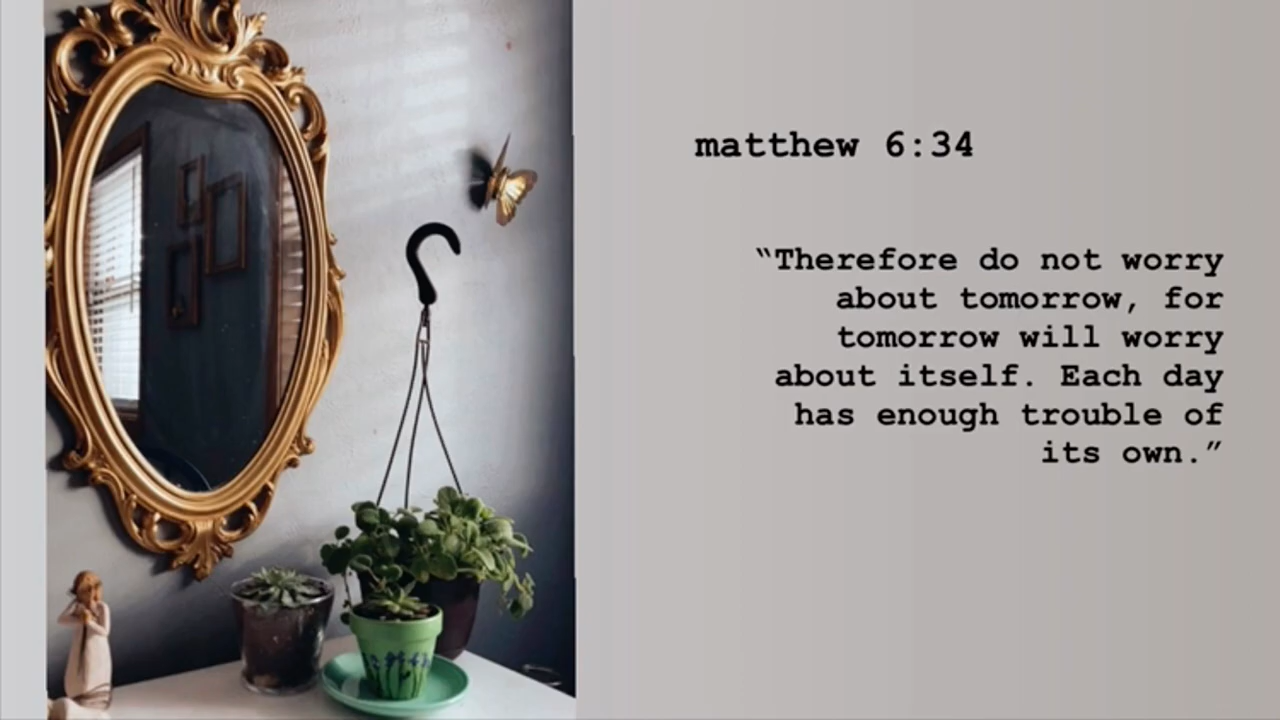 matthew 6:34
“Therefore do not worry
about tomorrow, for
tomorrow will worry
about itself. Each day
has enough trouble of
its own.”